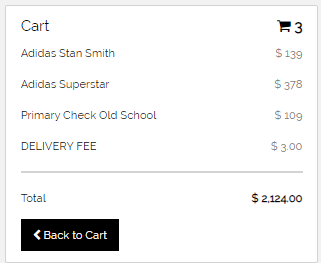 Cart 3
Adidas Stan Smith $ 139
Adidas Superstar $ 378
Primary Check Old School $ 109
DELIVERY FEE $ 3.00
Total $ 2,124.00
Back to Cart